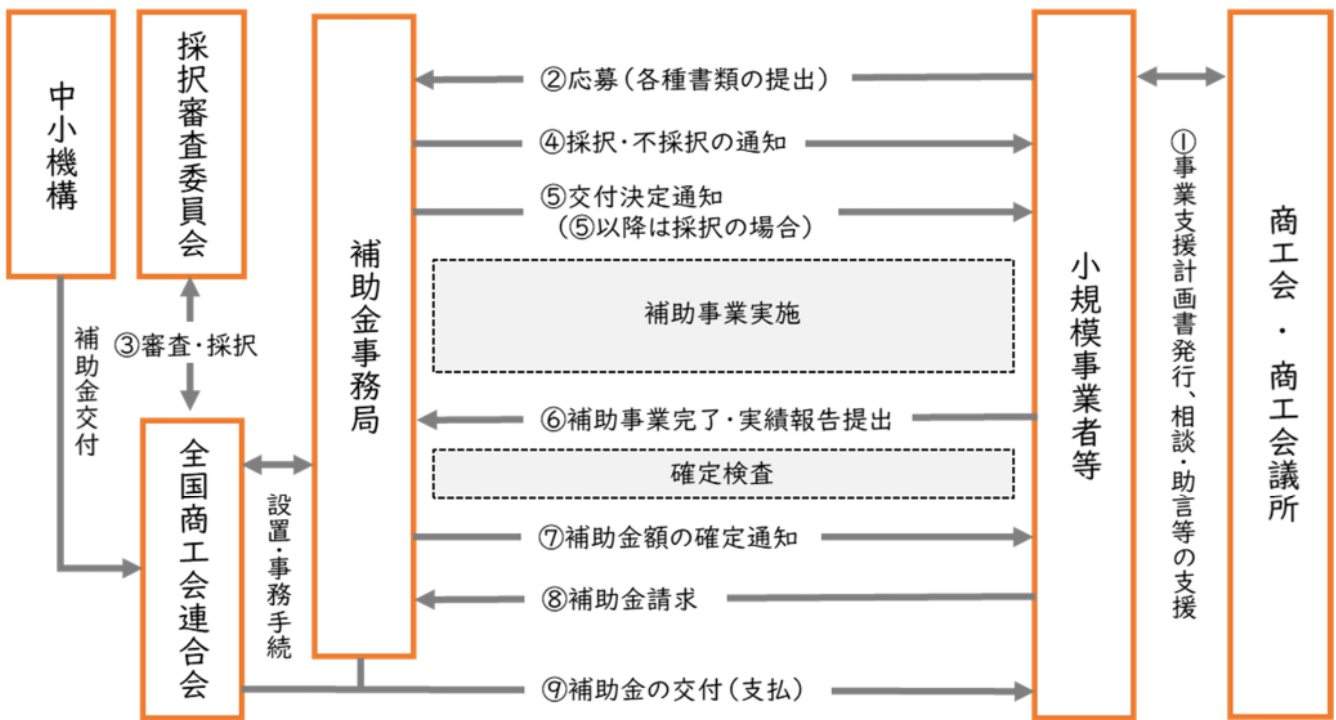 中小機構
採択審査委員会
補助金事務局
小規模事業者等
商工会・商工会議所
全国商工会連合会
②応募(各種書類の提出)
④採択・不採択の通知
⑤交付決定通知
(⑤以降は採択の場合)
補助事業実施
⑥補助事業完了・実績報告提出
確定検査
⑦補助金額の確定通知
⑧補助金請求
⑨補助金の交付(支払)
①事業支援計画書発行、相談・助言等の支援
③審査・採択
補助金交付
設置・事務手続